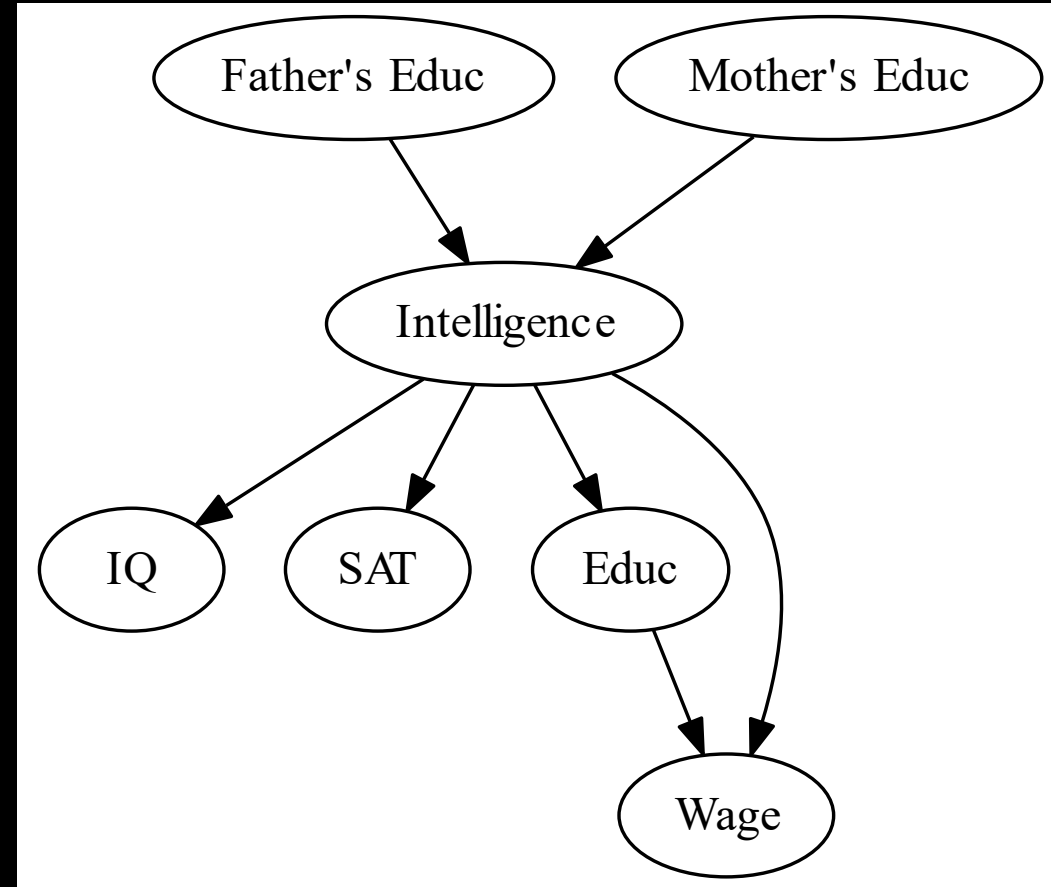 Father's Educ
Mother's Educ
Intelligence
IQ
SAT
Educ
Wage